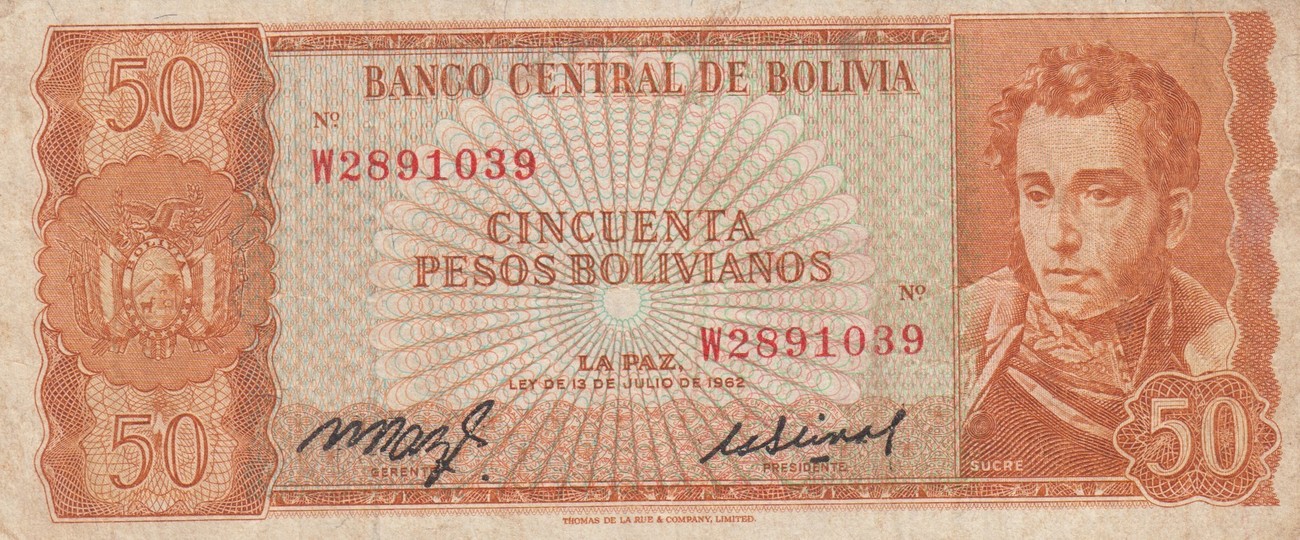 50
BANCO CENTRAL DE BOLIVIA
Nº
W2891039
CINCUENTA
PESOS BOLIVIANOS
Nº
W2891039
LA PAZ,
LEY DE 13 DE JULIO DE 1962
50
GERENTE
PRESIDENTE
SUCRE
50
THOMAS DE LA RUE & COMPANY, LIMITED.